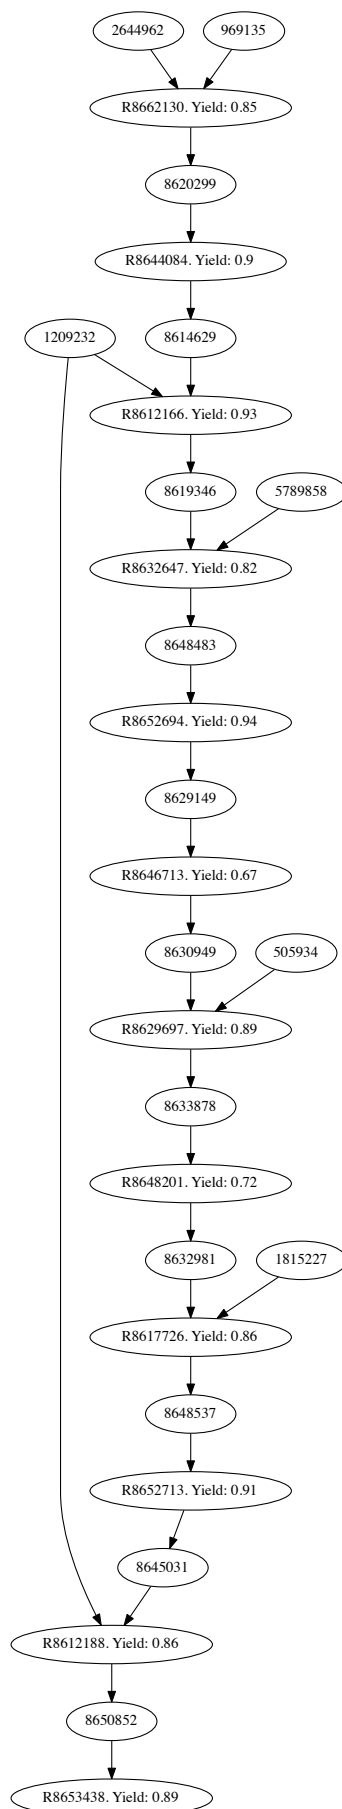 2644962 969135
R8662130. Yield: 0.85
8620299
R8644084. Yield: 0.9
1209232 8614629
R8612166. Yield: 0.93
8619346 5789858
R8632647. Yield: 0.82
8648483
R8652694. Yield: 0.94
8629149
R8646713. Yield: 0.67
8630949 505934
R8629697. Yield: 0.89
8633878
R8648201. Yield: 0.72
8632981 1815227
R8617726. Yield: 0.86
8648537
R8652713. Yield: 0.91
8645031
R8612188. Yield: 0.86
8650852
R8653438. Yield: 0.89